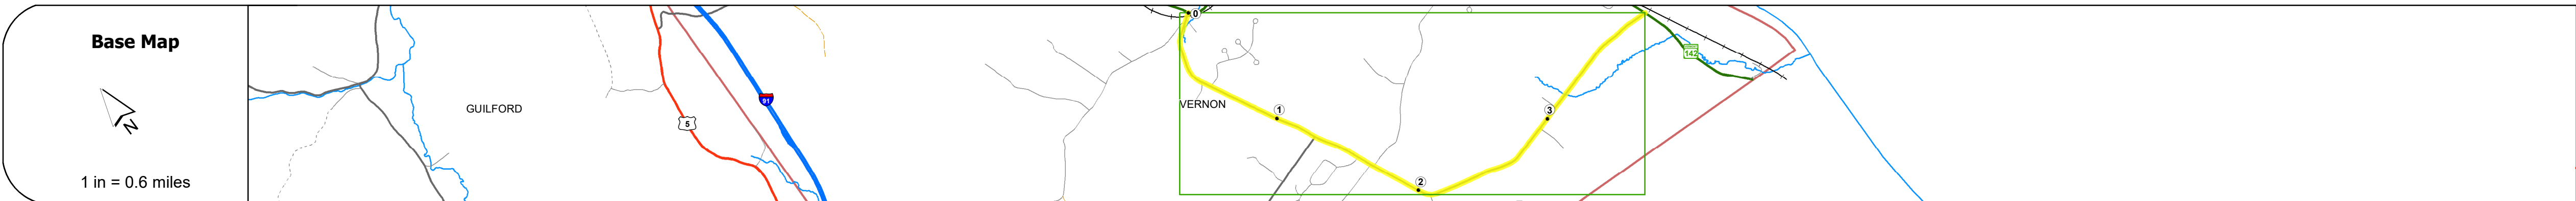 Base Map
N
1 in = 0.6 miles
GUILFORD
5
91
VERNON
0
1
2
3
142